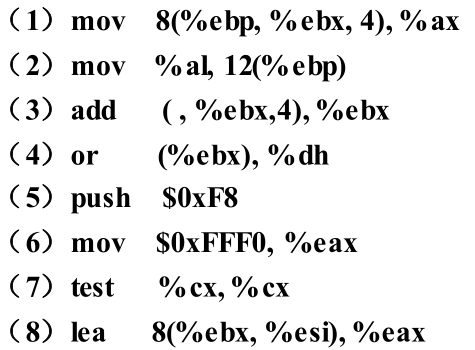 （1）mov 8(%ebp, %ebx, 4), %ax
（2）mov %al, 12(%ebp)
（3）add ( , %ebx,4), %ebx
（4）or (%ebx), %dh
（5）push $0xF8
（6）mov $0xFFF0, %eax
（7）test %cx, %cx
（8）lea 8(%ebx, %esi), %eax